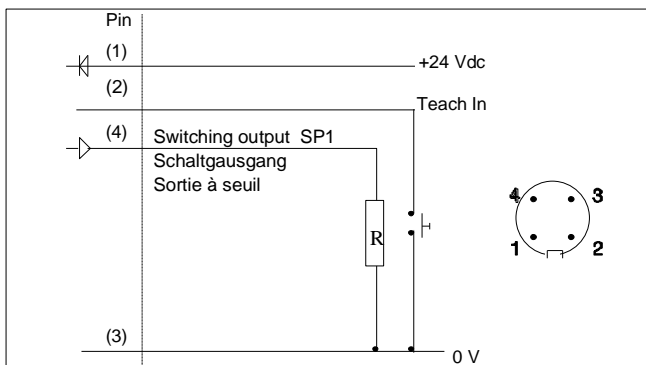 Pin
(1)
+24 Vdc
(2)
Teach In
(4)
Switching output SP1
Schaltgausgang
Sortie à seuil
R
4 3
1 2
(3)
0 V